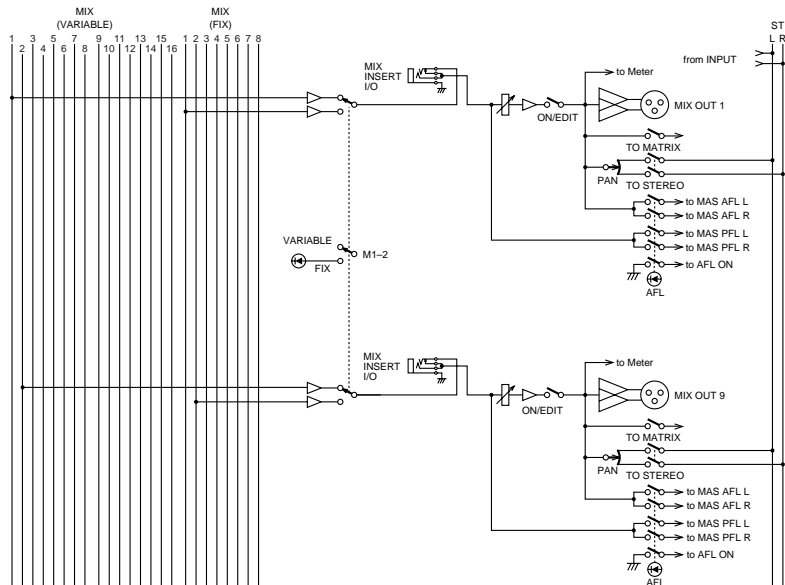 MIX
(VARIABLE)
MIX
(FIX)
1 3 5 7 9 11 13 15
2 4 6 8 10 12 14 16
1 2 3 4 5 6 7 8
ST
L R
from INPUT
MIX
INSERT
I/O
ON/EDIT
to Meter
MIX OUT 1
TO MATRIX
PAN
TO STEREO
to MAS AFL L
to MAS AFL R
to MAS PFL L
to MAS PFL R
to AFL ON
AFL
VARIABLE
FIX
M1–2
MIX
INSERT
I/O
ON/EDIT
to Meter
MIX OUT 9
TO MATRIX
PAN
TO STEREO
to MAS AFL L
to MAS AFL R
to MAS PFL L
to MAS PFL R
to AFL ON
AFL